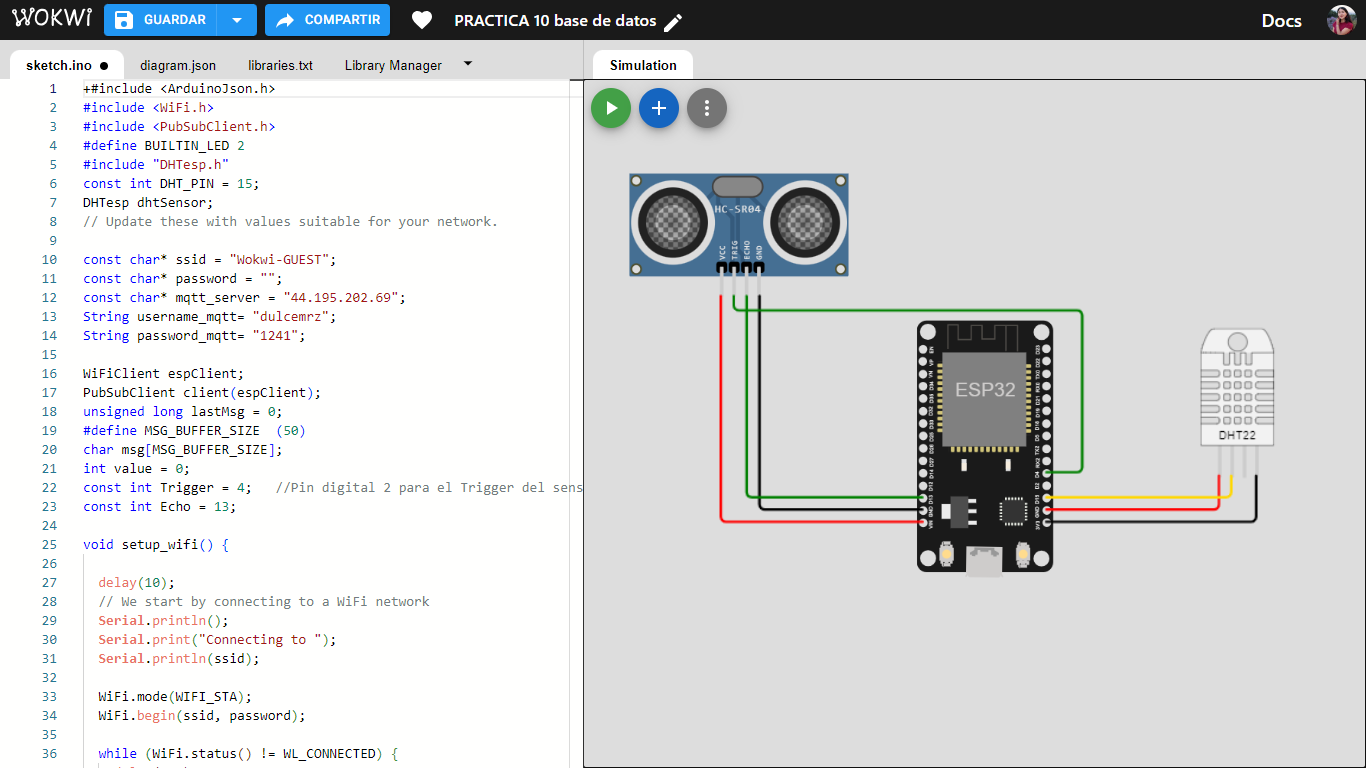 WOKWI GUARDAR COMPARTIR PRACTICA 10 base de datos Docs
sketch.ino diagram.json libraries.txt Library Manager Simulation
1 +#include <ArduinoJson.h>
2 #include <WiFi.h>
3 #include <PubSubClient.h>
4 #define BUILTIN_LED 2
5 #include "DHTesp.h"
6 const int DHT_PIN = 15;
7 DHTesp dhtSensor;
8 // Update these with values suitable for your network.
9
10 const char* ssid = "Wokwi-GUEST";
11 const char* password = "";
12 const char* mqtt_server = "44.195.202.69";
13 String username_mqtt= "dulcemrz";
14 String password_mqtt= "1241";
15
16 WiFiClient espClient;
17 PubSubClient client(espClient);
18 unsigned long lastMsg = 0;
19 #define MSG_BUFFER_SIZE  (50)
20 char msg[MSG_BUFFER_SIZE];
21 int value = 0;
22 const int Trigger = 4;   //Pin digital 2 para el Trigger del sens
23 const int Echo = 13;
24
25 void setup_wifi() {
26
27   delay(10);
28   // We start by connecting to a WiFi network
29   Serial.println();
30   Serial.print("Connecting to ");
31   Serial.println(ssid);
32
33   WiFi.mode(WIFI_STA);
34   WiFi.begin(ssid, password);
35
36   while (WiFi.status() != WL_CONNECTED) {
HC-SR04
VCC
TRIG
ECHO
GND
ESP32
DHT22